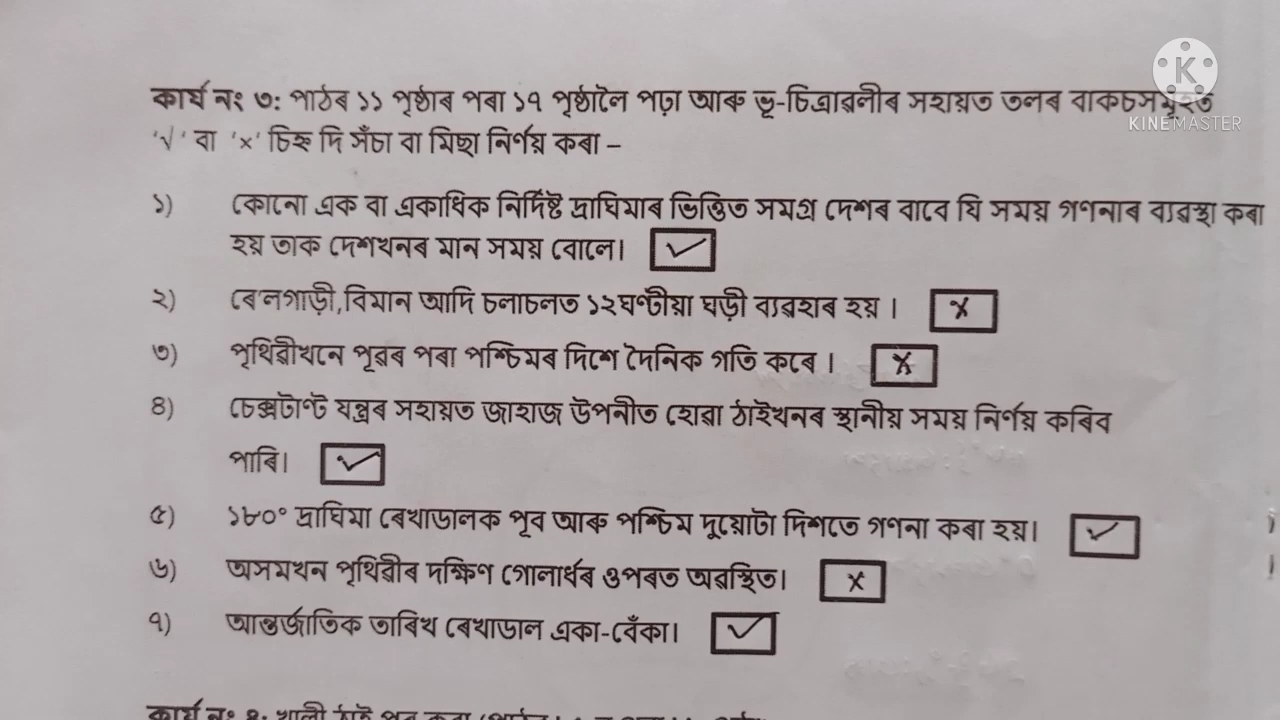 K
KINEMASTER
কার্য নং ৩: পাঠৰ ১১ পৃষ্ঠাৰ পৰা ১৭ পৃষ্ঠালৈ পঢ়া আৰু ভূ-চিত্ৰাৱলীৰ সহায়ত তলৰ বাকচসমূহত
'√' বা '×' চিহ্ন দি সঁচা বা মিছা নিৰ্ণয় কৰা –
১) কোনো এক বা একাধিক নিৰ্দিষ্ট দ্ৰাঘিমাৰ ভিত্তিত সমগ্ৰ দেশৰ বাবে যি সময় গণনাৰ ব্যৱস্থা কৰা
হয় তাক দেশখনৰ মান সময় বোলে। ✓
২) ৰে'লগাড়ী,বিমান আদি চলাচলত ১২ঘণ্টীয়া ঘড়ী ব্যৱহাৰ হয়। ×
৩) পৃথিৱীখনে পূৱৰ পৰা পশ্চিমৰ দিশে দৈনিক গতি কৰে। ×
৪) চেক্সটাণ্ট যন্ত্ৰৰ সহায়ত জাহাজ উপনীত হোৱা ঠাইখনৰ স্থানীয় সময় নিৰ্ণয় কৰিব
পাৰি। ✓
৫) ১৮০° দ্ৰাঘিমা ৰেখাডালক পূব আৰু পশ্চিম দুয়োটা দিশতে গণনা কৰা হয়। ✓
৬) অসমখন পৃথিৱীৰ দক্ষিণ গোলাৰ্ধৰ ওপৰত অৱস্থিত। ×
৭) আন্তৰ্জাতিক তাৰিখ ৰেখাডাল একা-বেঁকা। ✓
কাৰ্য নং ৪: খালী ঠাই পূৰ কৰা